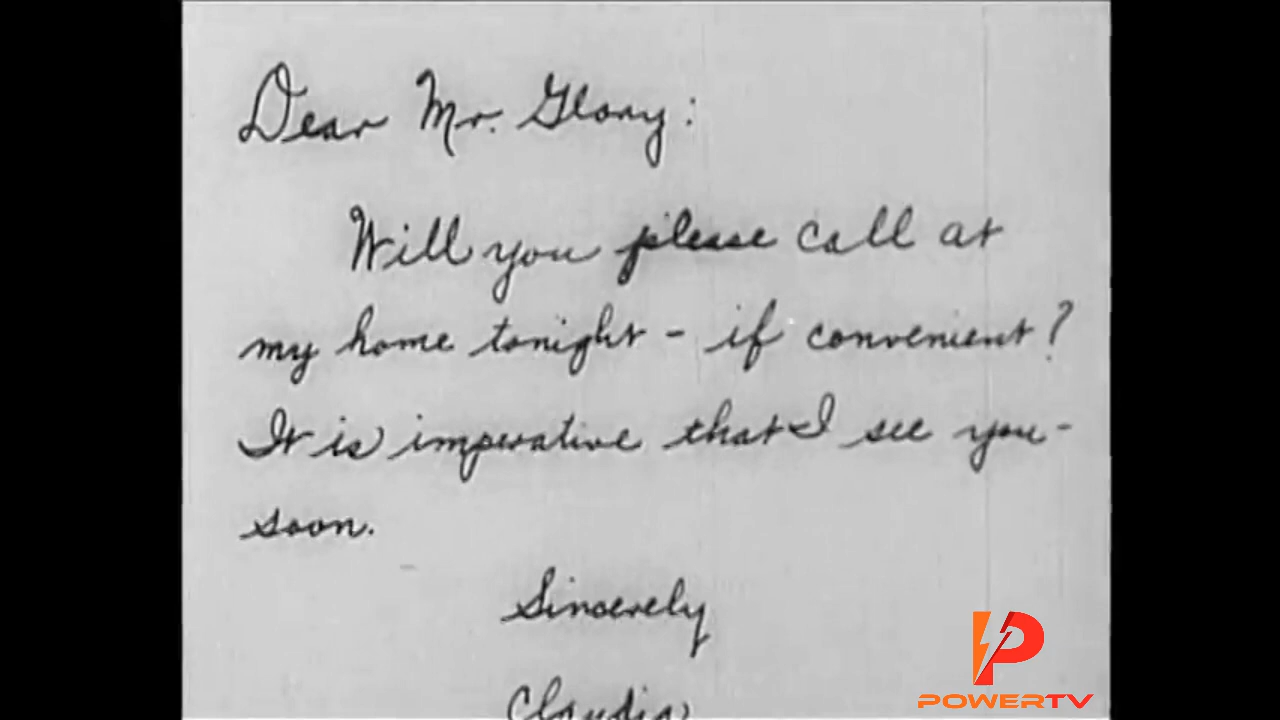 Dear Mr. Glory:
Will you please call at
my home tonight - if convenient?
It is imperative that I see you -
soon.
Sincerely
Claudia
POWERTV